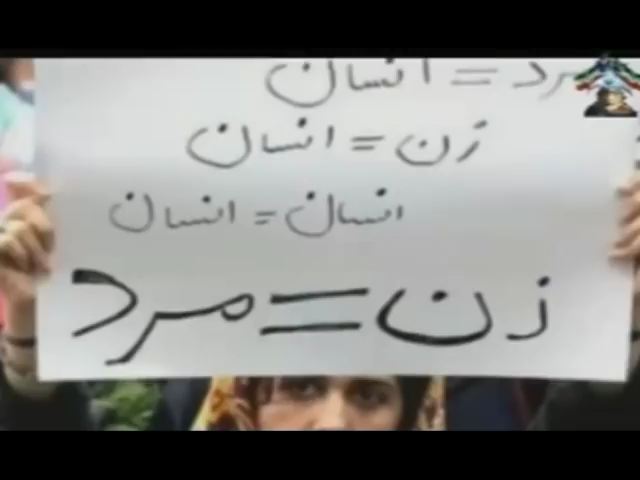 مرد = انسان
زن = انسان
انسان = انسان
زن = مرد